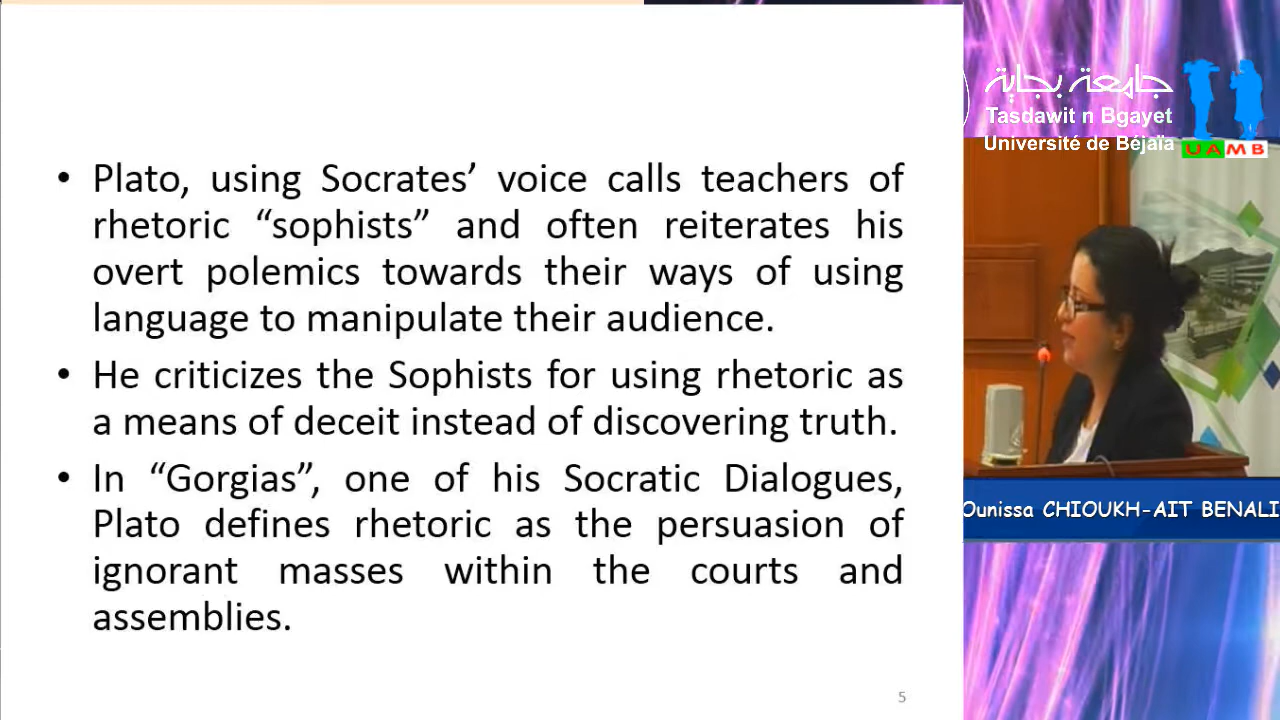 • Plato, using Socrates’ voice calls teachers of
rhetoric “sophists” and often reiterates his
overt polemics towards their ways of using
language to manipulate their audience.
• He criticizes the Sophists for using rhetoric as
a means of deceit instead of discovering truth.
• In “Gorgias”, one of his Socratic Dialogues,
Plato defines rhetoric as the persuasion of
ignorant masses within the courts and
assemblies.
5
جامعة بجاية
Tasdawit n Bgayet
Université de Béjaïa
UAMB
Ounissa CHIOUKH-AIT BENALI